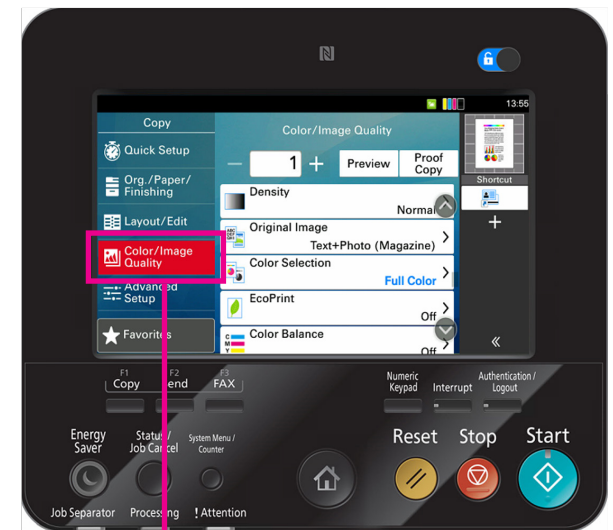 13:55
Copy
Quick Setup
Org./Paper/
Finishing
Layout/Edit
Color/Image
Quality
Advanced
Setup
Favorites
Color/Image Quality
1
Preview
Proof
Copy
Density
Normal
Original Image
Text+Photo (Magazine)
Color Selection
Full Color
EcoPrint
Off
Color Balance
Off
Shortcut
F1
Copy
F2
Send
F3
FAX
Numeric
Keypad
Interrupt
Authentication/
Logout
Energy
Saver
Status/
Job Cancel
System Menu/
Counter
Reset
Stop
Start
Job Separator
Processing
!Attention